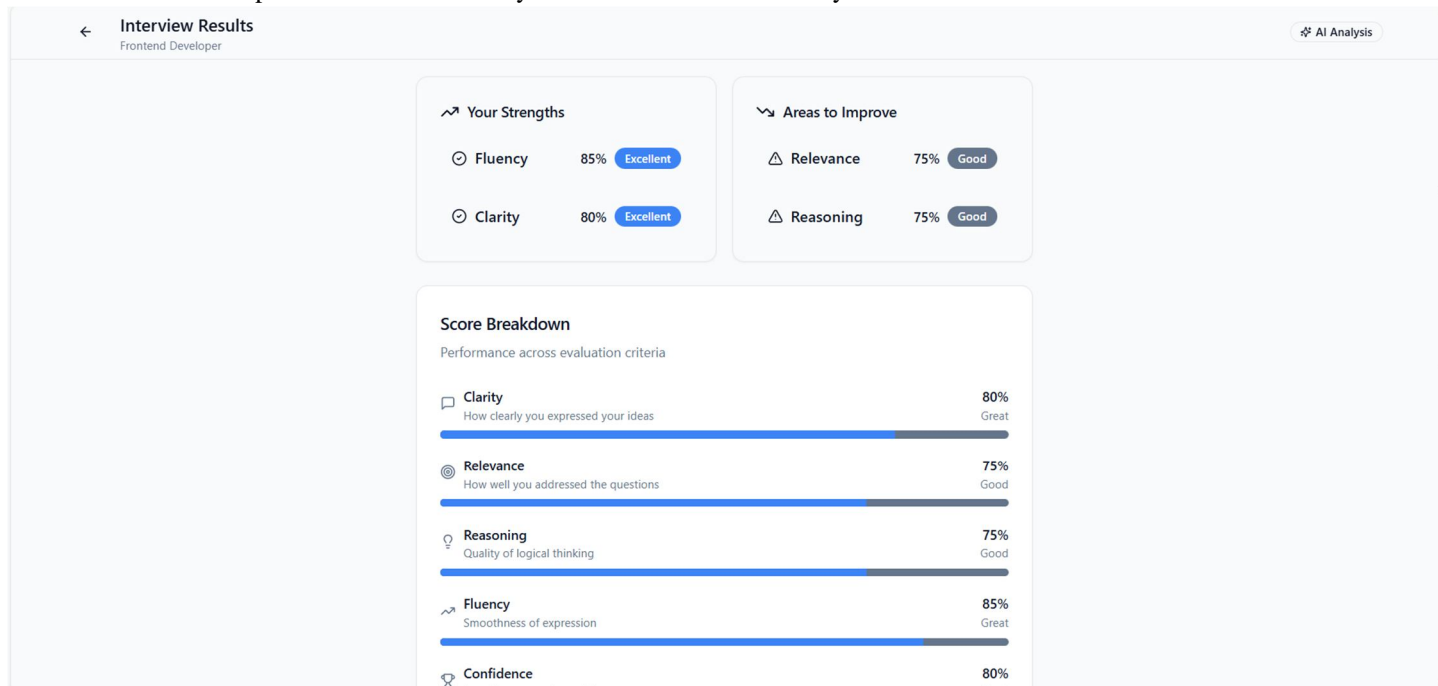 Interview Results
Frontend Developer
AI Analysis
Your Strengths
Fluency 85% Excellent
Clarity 80% Excellent
Areas to Improve
Relevance 75% Good
Reasoning 75% Good
Score Breakdown
Performance across evaluation criteria
Clarity 80%
How clearly you expressed your ideas Great
Relevance 75%
How well you addressed the questions Good
Reasoning 75%
Quality of logical thinking Good
Fluency 85%
Smoothness of expression Great
Confidence 80%